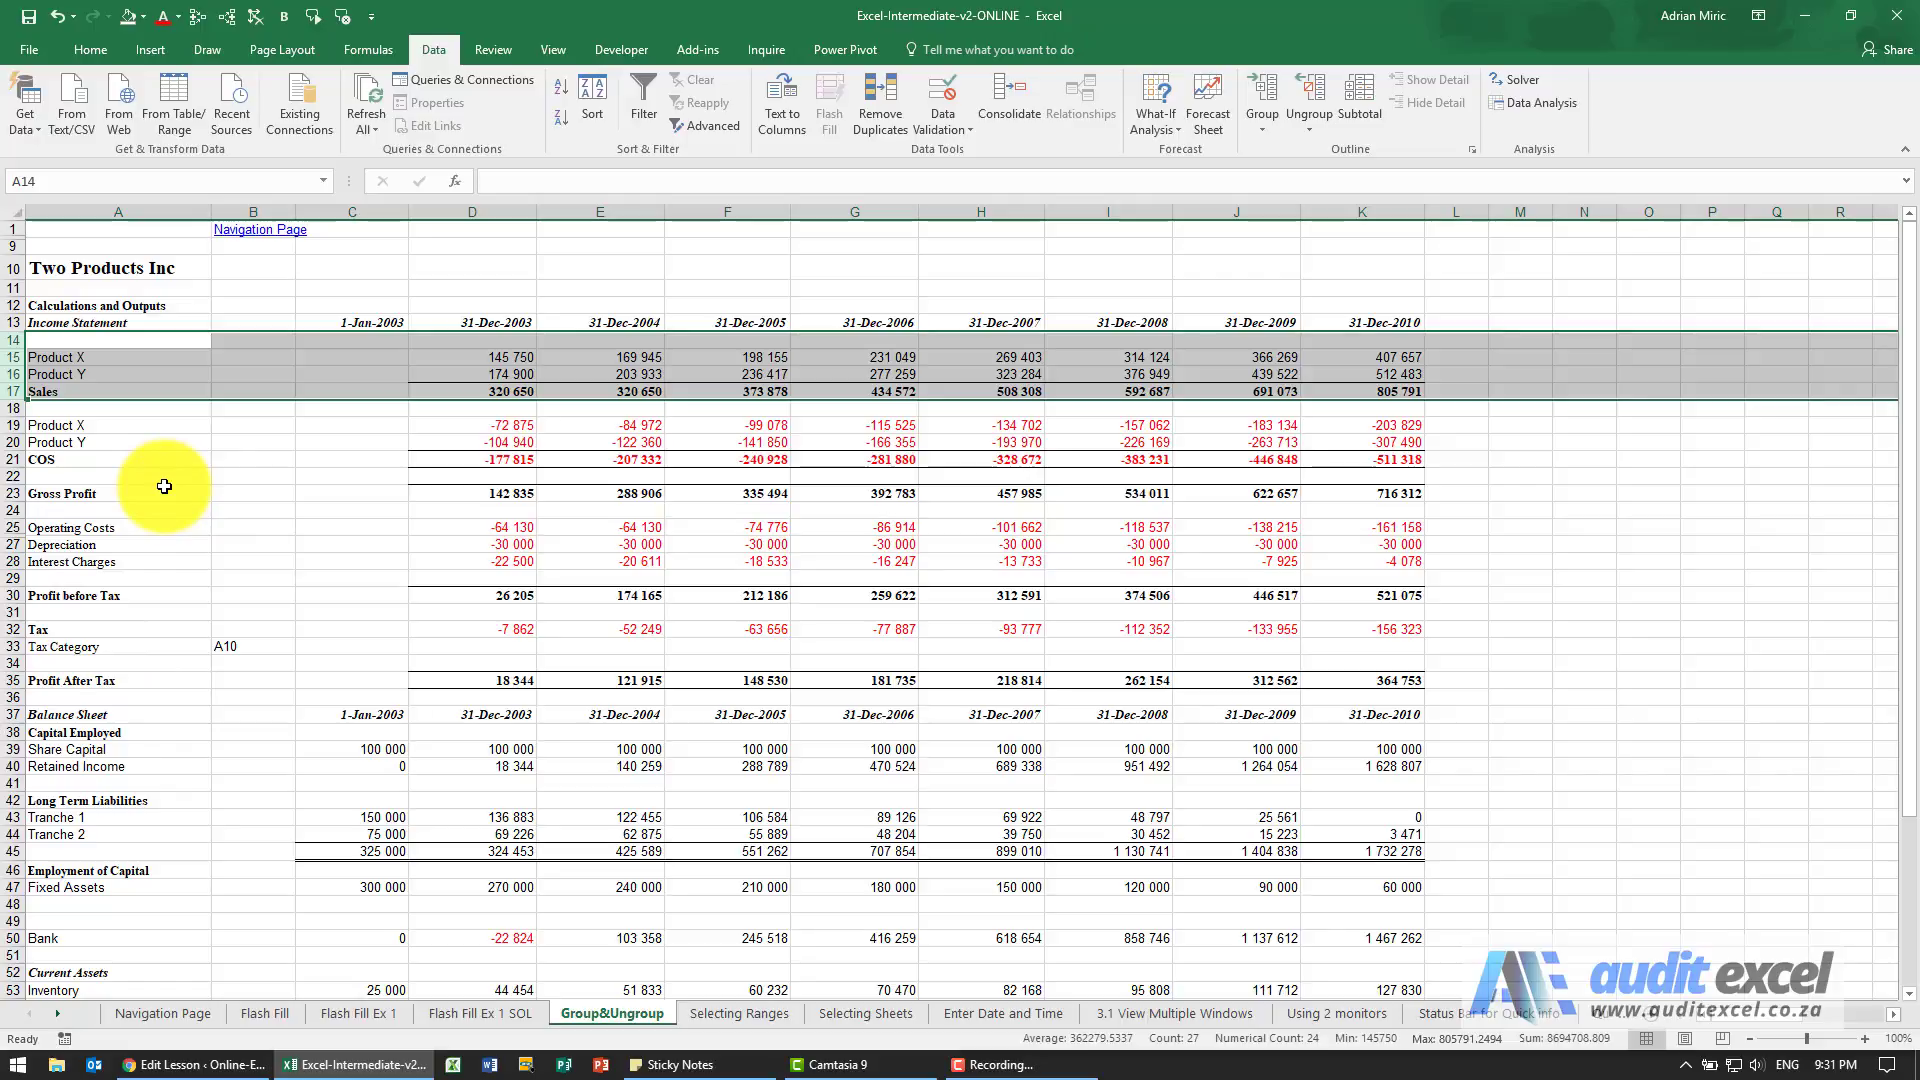 Excel-Intermediate-v2-ONLINE - Excel
Adrian Miric
File Home Insert Draw Page Layout Formulas Data Review View Developer Add-ins Inquire Power Pivot Tell me what you want to do Share
Get Data From Text/CSV From Web From Table/Range Recent Sources Existing Connections
Get & Transform Data
Refresh All Queries & Connections Properties Edit Links
Queries & Connections
Sort Filter Clear Reapply Advanced
Sort & Filter
Text to Columns Flash Fill Remove Duplicates Data Validation Consolidate Relationships
Data Tools
What-If Analysis Forecast Sheet
Forecast
Group Ungroup Subtotal Show Detail Hide Detail
Outline
Solver Data Analysis
Analysis
A14
A B C D E F G H I J K L M N O P Q R
1 Navigation Page
9
10 Two Products Inc
11
12 Calculations and Outputs
13 Income Statement 1-Jan-2003 31-Dec-2003 31-Dec-2004 31-Dec-2005 31-Dec-2006 31-Dec-2007 31-Dec-2008 31-Dec-2009 31-Dec-2010
14
15 Product X 145 750 169 945 198 155 231 049 269 403 314 124 366 269 407 657
16 Product Y 174 900 203 933 236 417 277 259 323 284 376 949 439 522 512 483
17 Sales 320 650 320 650 373 878 434 572 508 308 592 687 691 073 805 791
18
19 Product X -72 875 -84 972 -99 078 -115 525 -134 702 -157 062 -183 134 -203 829
20 Product Y -104 940 -122 360 -141 850 -166 355 -193 970 -226 169 -263 713 -307 490
21 COS -177 815 -207 332 -240 928 -281 880 -328 672 -383 231 -446 848 -511 318
22
23 Gross Profit 142 835 288 906 335 494 392 783 457 985 534 011 622 657 716 312
24
25 Operating Costs -64 130 -64 130 -74 776 -86 914 -101 662 -118 537 -138 215 -161 158
27 Depreciation -30 000 -30 000 -30 000 -30 000 -30 000 -30 000 -30 000 -30 000
28 Interest Charges -22 500 -20 611 -18 533 -16 247 -13 733 -10 967 -7 925 -4 078
29
30 Profit before Tax 26 205 174 165 212 186 259 622 312 591 374 506 446 517 521 075
31
32 Tax -7 862 -52 249 -63 656 -77 887 -93 777 -112 352 -133 955 -156 323
33 Tax Category A10
34
35 Profit After Tax 18 344 121 915 148 530 181 735 218 814 262 154 312 562 364 753
36
37 Balance Sheet 1-Jan-2003 31-Dec-2003 31-Dec-2004 31-Dec-2005 31-Dec-2006 31-Dec-2007 31-Dec-2008 31-Dec-2009 31-Dec-2010
38 Capital Employed
39 Share Capital 100 000 100 000 100 000 100 000 100 000 100 000 100 000 100 000 100 000
40 Retained Income 0 18 344 140 259 288 789 470 524 689 338 951 492 1 264 054 1 628 807
41
42 Long Term Liabilities
43 Tranche 1 150 000 136 883 122 455 106 584 89 126 69 922 48 797 25 561 0
44 Tranche 2 75 000 69 226 62 875 55 889 48 204 39 750 30 452 15 223 3 471
45 325 000 324 453 425 589 551 262 707 854 899 010 1 130 741 1 404 838 1 732 278
46 Employment of Capital
47 Fixed Assets 300 000 270 000 240 000 210 000 180 000 150 000 120 000 90 000 60 000
48
49
50 Bank 0 -22 824 103 358 245 518 416 259 618 654 858 746 1 137 612 1 467 262
51
52 Current Assets
53 Inventory 25 000 44 454 51 833 60 232 70 470 82 168 95 808 111 712 127 830
audit excel
www.auditexcel.co.za
Navigation Page Flash Fill Flash Fill Ex 1 Flash Fill Ex 1 SOL Group&Ungroup Selecting Ranges Selecting Sheets Enter Date and Time 3.1 View Multiple Windows Using 2 monitors Status Bar for Quick info
Ready Average: 362279.5337 Count: 27 Numerical Count: 24 Min: 145750 Max: 805791.2494 Sum: 8694708.809 100%
Edit Lesson ‹ Online-E... Excel-Intermediate-v2-... Sticky Notes Camtasia 9 Recording... ENG 9:31 PM